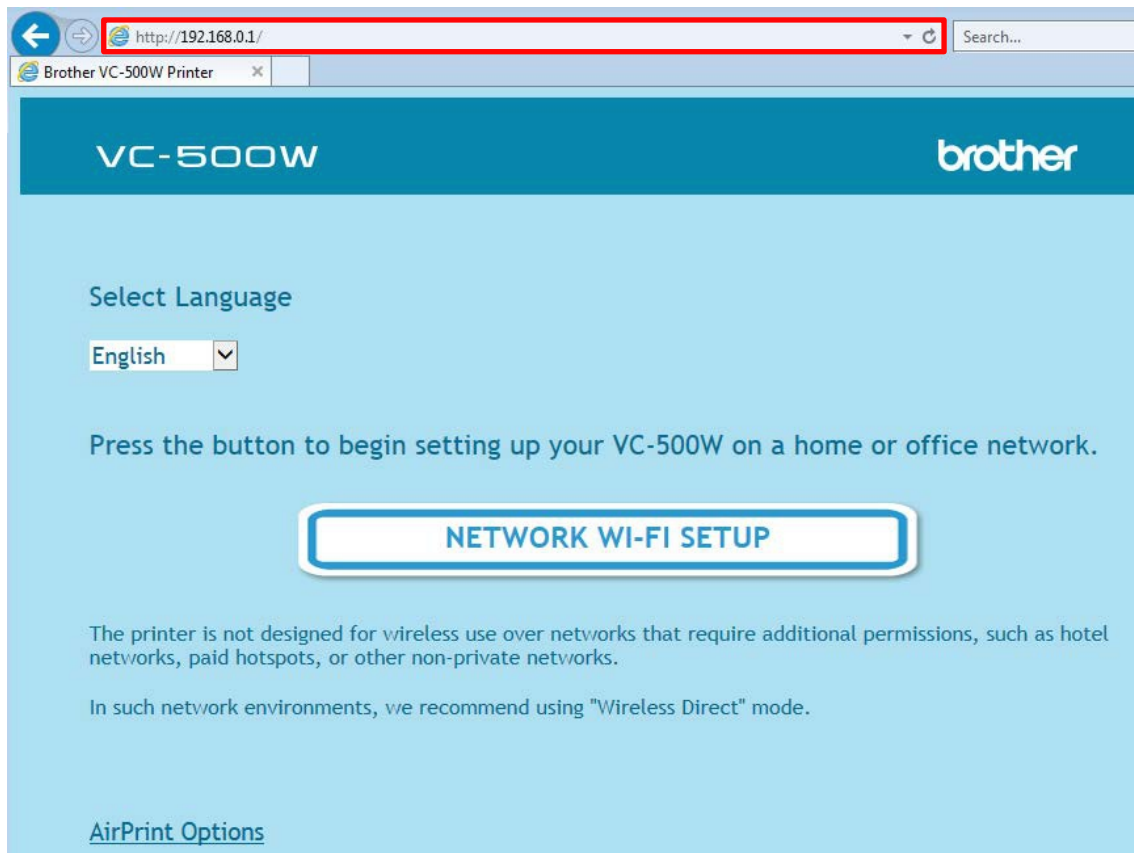 http://192.168.0.1/
Search...
Brother VC-500W Printer
VC-500W
brother
Select Language
English
Press the button to begin setting up your VC-500W on a home or office network.
NETWORK WI-FI SETUP
The printer is not designed for wireless use over networks that require additional permissions, such as hotel
networks, paid hotspots, or other non-private networks.
In such network environments, we recommend using "Wireless Direct" mode.
AirPrint Options